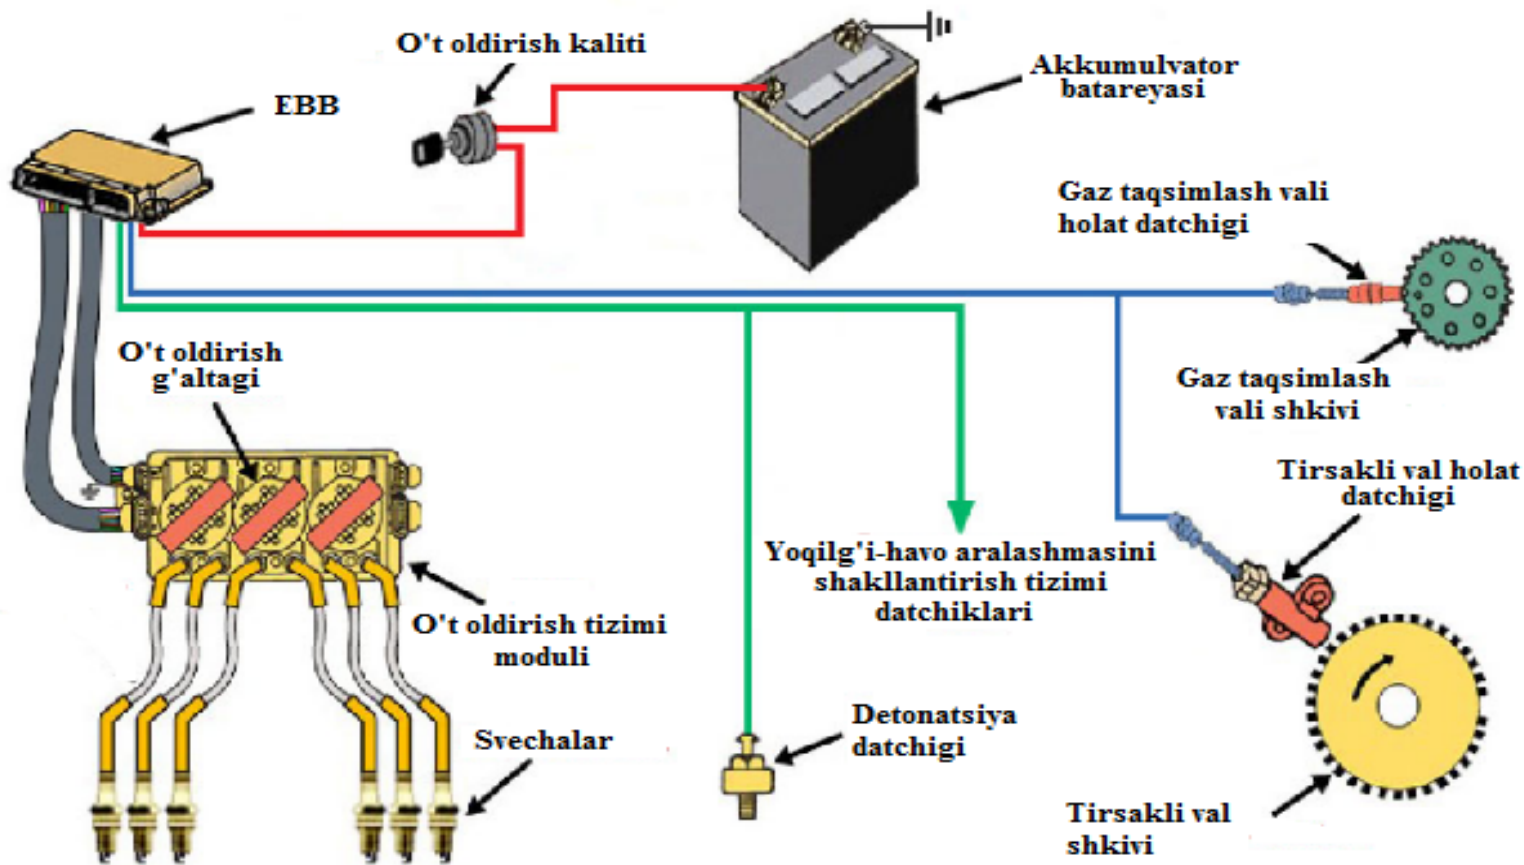 O't oldirish kaliti
EBB
Akkumulvator
batareyasi
Gaz taqsimlash vali
holat datchigi
O't oldirish
g'altagi
Gaz taqsimlash
vali shkivi
Tirsakli val holat
datchigi
Yoqilg'i-havo aralashmasini
shakllantirish tizimi
datchiklari
O't oldirish tizimi
moduli
Svechalar
Detonatsiya
datchigi
Tirsakli val
shkivi